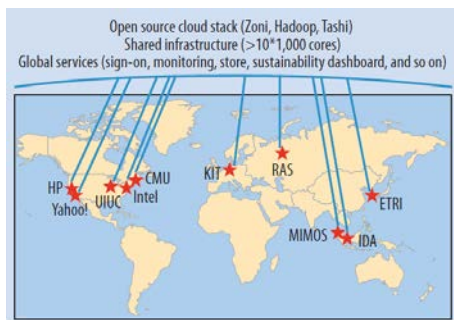 Open source cloud stack (Zoni, Hadoop, Tashi)
Shared infrastructure (>10*1,000 cores)
Global services (sign-on, monitoring, store, sustainability dashboard, and so on)
CMU
KIT
RAS
HP
UIUC
Intel
Yahoo!
ETRI
MIMOS
IDA